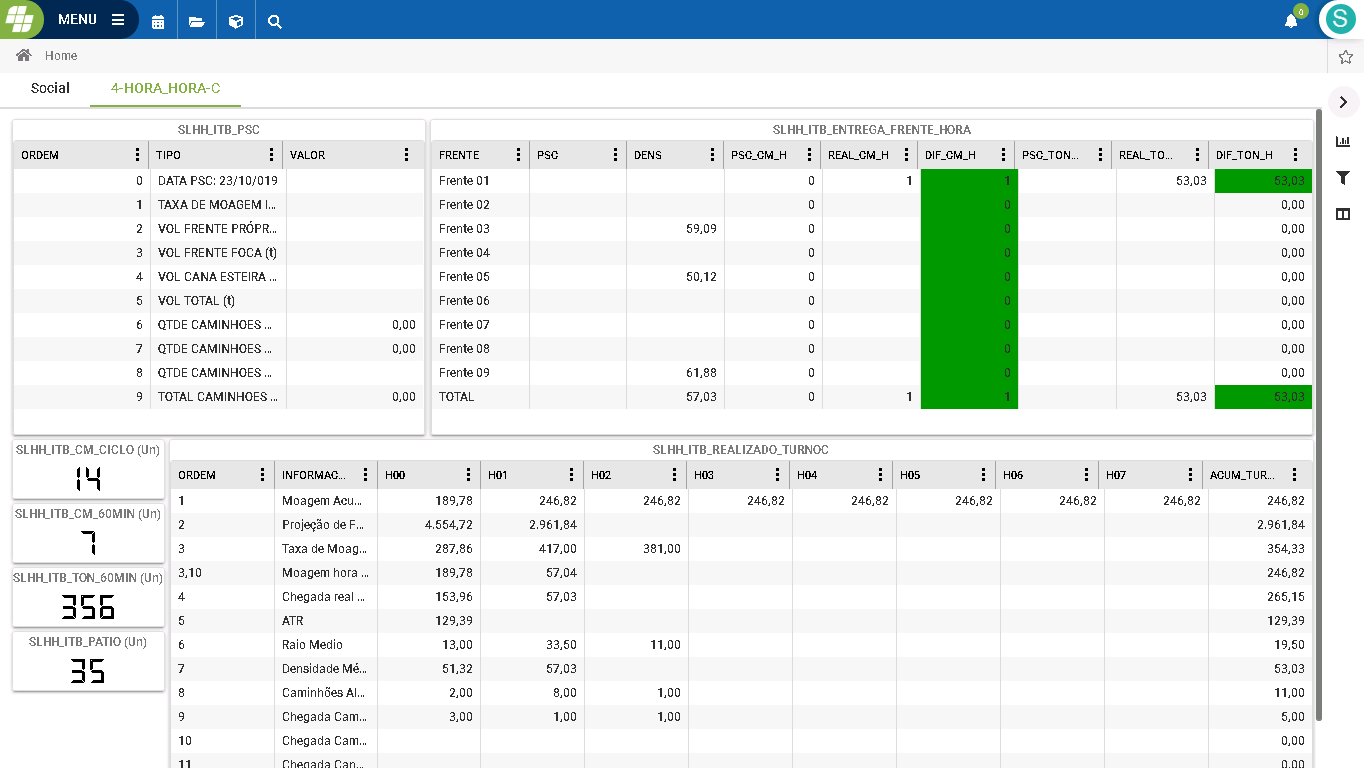 MENU
0
S
Home
Social 4-HORA_HORA-C
SLHH_ITB_PSC
ORDEM TIPO VALOR
0 DATA PSC: 23/10/019
1 TAXA DE MOAGEM I...
2 VOL FRENTE PRÓPR...
3 VOL FRENTE FOCA (t)
4 VOL CANA ESTEIRA ...
5 VOL TOTAL (t)
6 QTDE CAMINHOES ... 0,00
7 QTDE CAMINHOES ... 0,00
8 QTDE CAMINHOES ...
9 TOTAL CAMINHOES ... 0,00
SLHH_ITB_ENTREGA_FRENTE_HORA
FRENTE PSC DENS PSC_CM_H REAL_CM_H DIF_CM_H PSC_TON... REAL_TO... DIF_TON_H
Frente 01 0 1 1 53,03 53,03
Frente 02 0 0 0,00
Frente 03 59,09 0 0 0,00
Frente 04 0 0 0,00
Frente 05 50,12 0 0 0,00
Frente 06 0 0 0,00
Frente 07 0 0 0,00
Frente 08 0 0 0,00
Frente 09 61,88 0 0 0,00
TOTAL 57,03 0 1 1 53,03 53,03
SLHH_ITB_CM_CICLO (Un)
14
SLHH_ITB_CM_60MIN (Un)
7
SLHH_ITB_TON_60MIN (Un)
356
SLHH_ITB_PATIO (Un)
35
SLHH_ITB_REALIZADO_TURNOC
ORDEM INFORMAC... H00 H01 H02 H03 H04 H05 H06 H07 ACUM_TUR...
1 Moagem Acu... 189,78 246,82 246,82 246,82 246,82 246,82 246,82 246,82 246,82
2 Projeção de F... 4.554,72 2.961,84 2.961,84
3 Taxa de Moag... 287,86 417,00 381,00 354,33
3,10 Moagem hora ... 189,78 57,04 246,82
4 Chegada real ... 153,96 57,03 265,15
5 ATR 129,39 129,39
6 Raio Medio 13,00 33,50 11,00 19,50
7 Densidade Mé... 51,32 57,03 53,03
8 Caminhões Al... 2,00 8,00 1,00 11,00
9 Chegada Cam... 3,00 1,00 1,00 5,00
10 Chegada Cam... 0,00
11 Chegada Can... 0,00